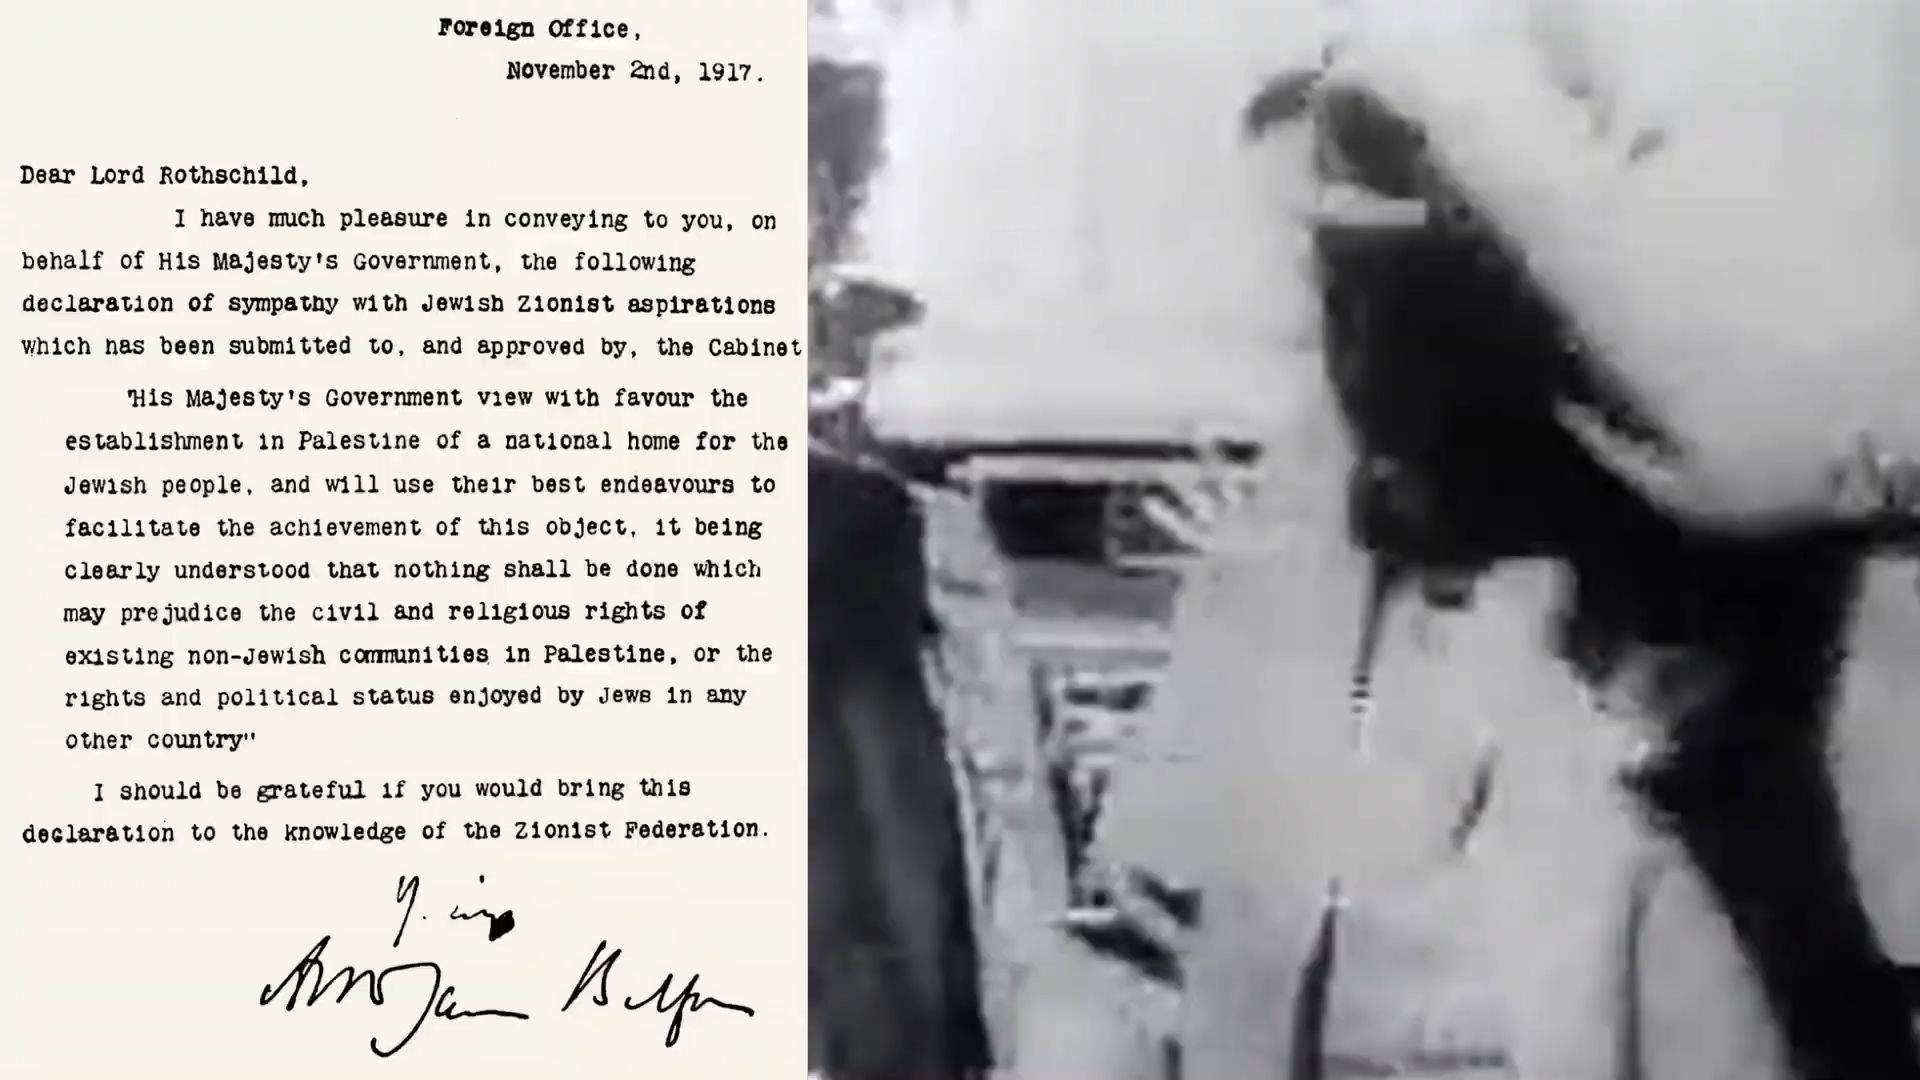 Foreign Office,
November 2nd, 1917.
Dear Lord Rothschild,
I have much pleasure in conveying to you, on
behalf of His Majesty's Government, the following
declaration of sympathy with Jewish Zionist aspirations
which has been submitted to, and approved by, the Cabinet
"His Majesty's Government view with favour the
establishment in Palestine of a national home for the
Jewish people, and will use their best endeavours to
facilitate the achievement of this object, it being
clearly understood that nothing shall be done which
may prejudice the civil and religious rights of
existing non-Jewish communities in Palestine, or the
rights and political status enjoyed by Jews in any
other country"
I should be grateful if you would bring this
declaration to the knowledge of the Zionist Federation.
Arthur James Balfour